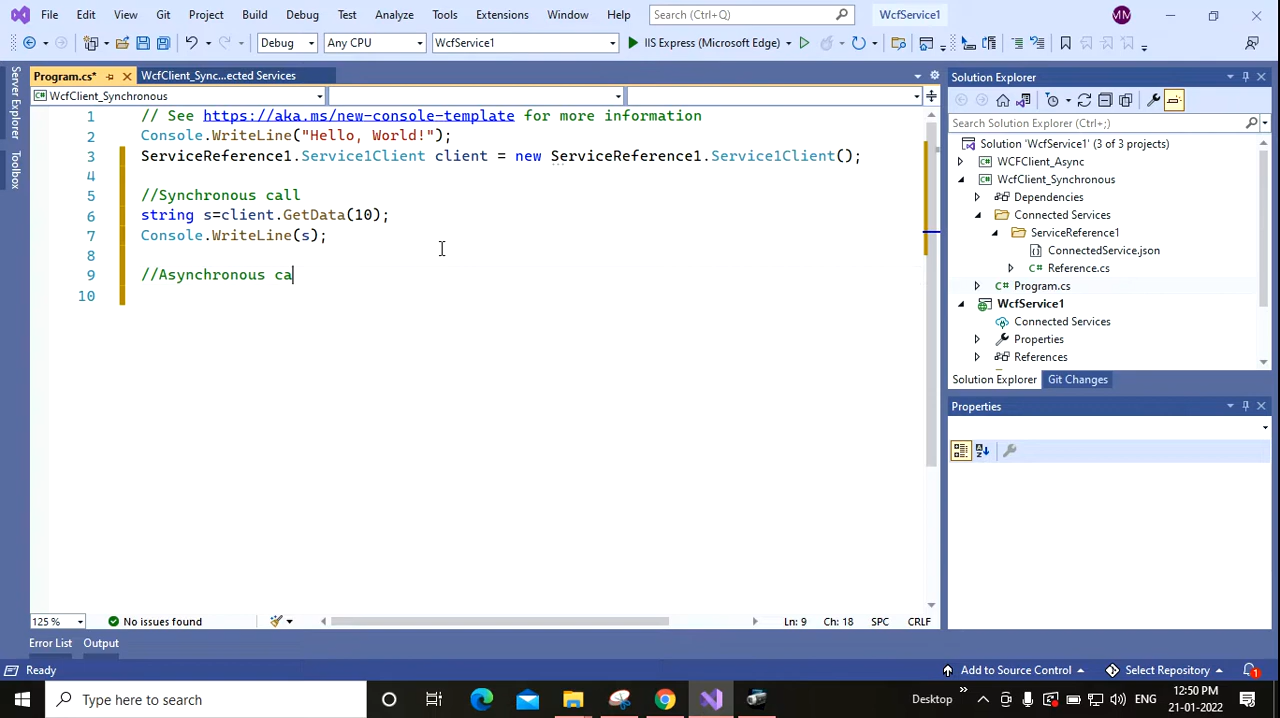 File Edit View Git Project Build Debug Test Analyze Tools Extensions Window Help Search (Ctrl+Q) WcfService1 MM
Debug Any CPU WcfService1 IIS Express (Microsoft Edge)
Server Explorer
Toolbox
Program.cs* WcfClient_Sync...ected Services
WcfClient_Synchronous
1 // See https://aka.ms/new-console-template for more information
2 Console.WriteLine("Hello, World!");
3 ServiceReference1.Service1Client client = new ServiceReference1.Service1Client();
4
5 //Synchronous call
6 string s=client.GetData(10);
7 Console.WriteLine(s);
8
9 //Asynchronous ca
10
125 % No issues found Ln: 9 Ch: 18 SPC CRLF
Error List Output
Solution Explorer
Search Solution Explorer (Ctrl+;)
Solution 'WcfService1' (3 of 3 projects)
WCFClient_Async
WcfClient_Synchronous
Dependencies
Connected Services
ServiceReference1
ConnectedService.json
Reference.cs
Program.cs
WcfService1
Connected Services
Properties
References
Solution Explorer Git Changes
Properties
Ready Add to Source Control Select Repository 1
Type here to search Desktop ENG 12:50 PM
21-01-2022